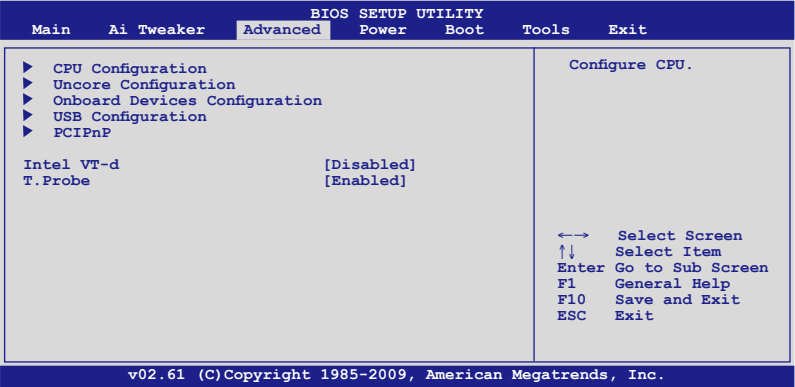 BIOS SETUP UTILITY
Main Ai Tweaker Advanced Power Boot Tools Exit
CPU Configuration
Uncore Configuration
Onboard Devices Configuration
USB Configuration
PCIPnP
Intel VT-d [Disabled]
T.Probe [Enabled]
Configure CPU.
←→ Select Screen
↑↓ Select Item
Enter Go to Sub Screen
F1 General Help
F10 Save and Exit
ESC Exit
v02.61 (C)Copyright 1985-2009, American Megatrends, Inc.